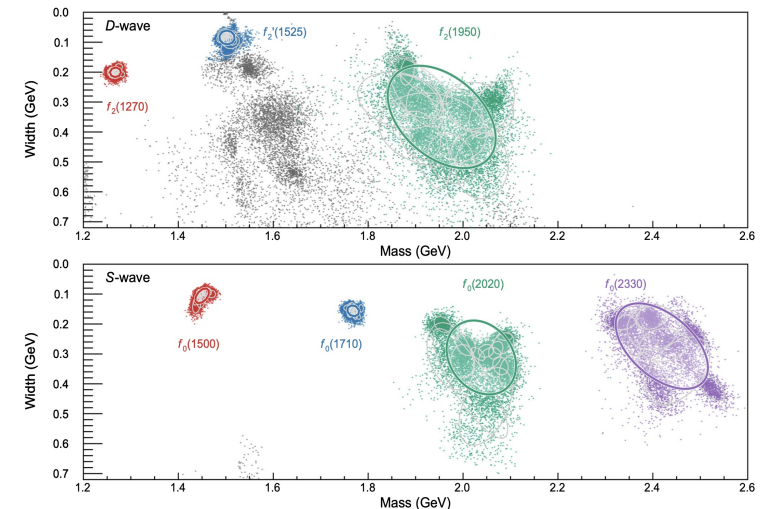 D-wave
f2'(1525)
f2(1950)
f2(1270)
Width (GeV)
0.0
0.1
0.2
0.3
0.4
0.5
0.6
0.7
1.2 1.4 1.6 1.8 2.0 2.2 2.4 2.6
Mass (GeV)
S-wave
f0(2020)
f0(2330)
f0(1500)
f0(1710)
Width (GeV)
0.0
0.1
0.2
0.3
0.4
0.5
0.6
0.7
1.2 1.4 1.6 1.8 2.0 2.2 2.4 2.6
Mass (GeV)